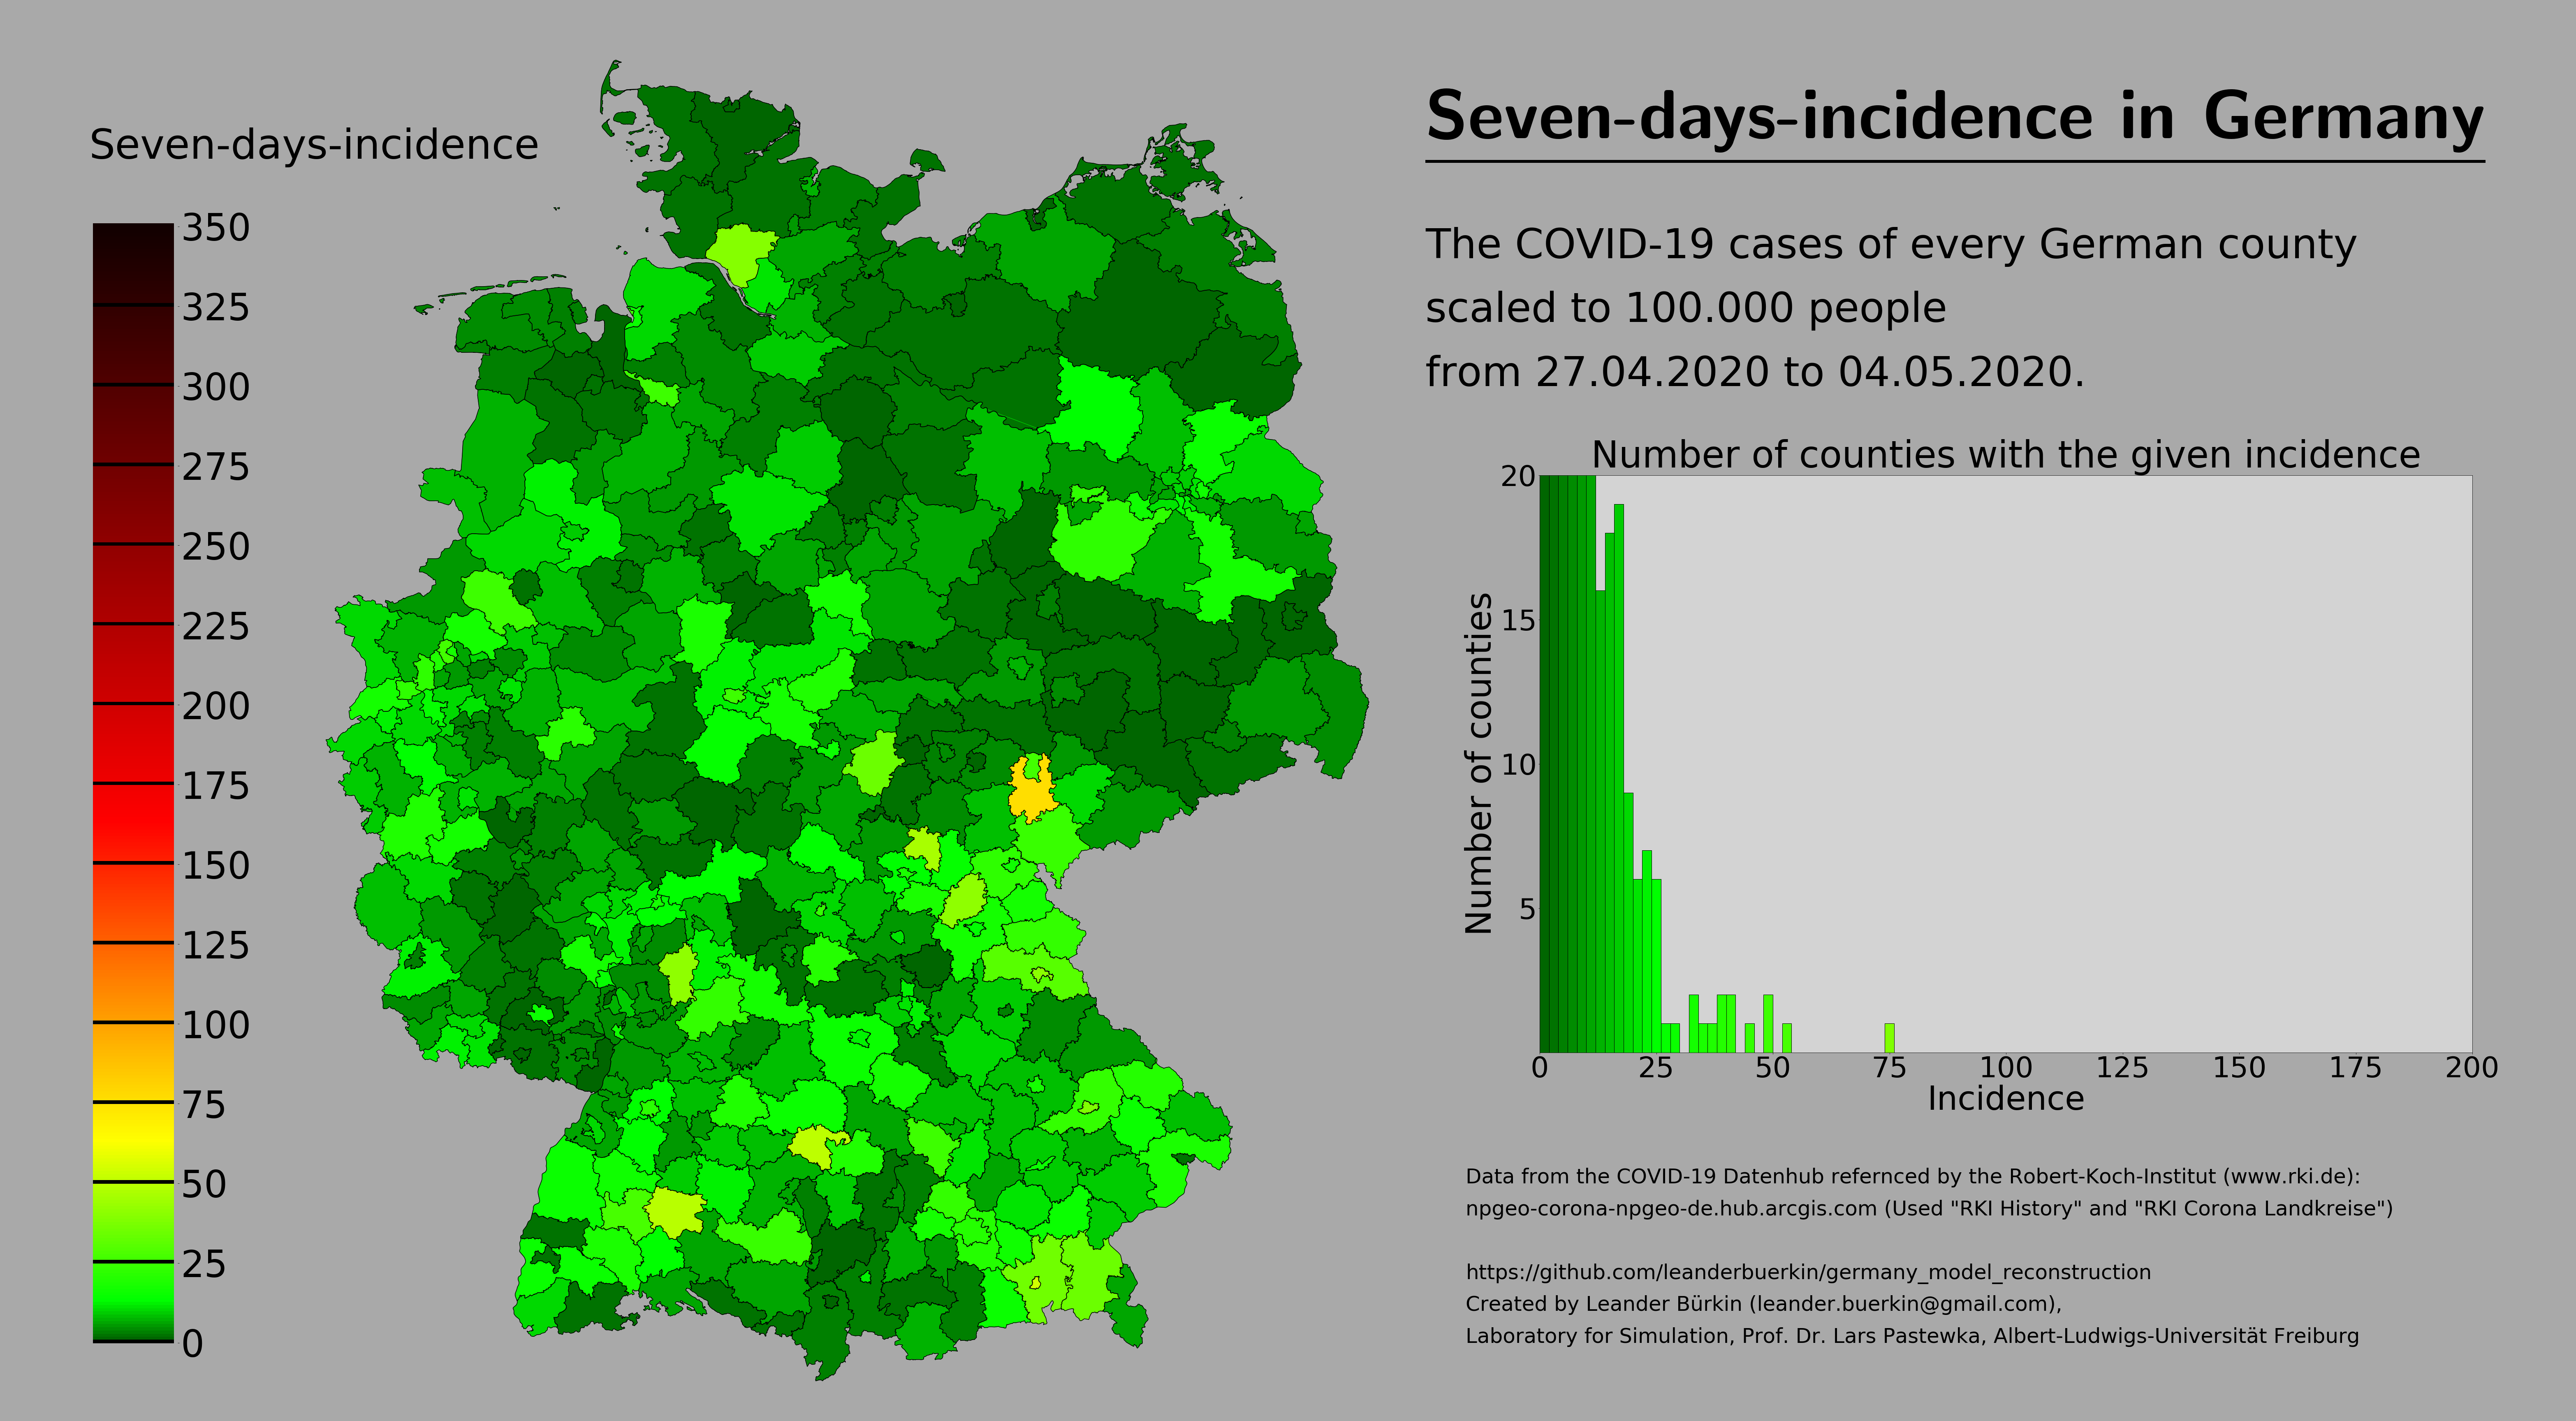 Seven-days-incidence in Germany
Seven-days-incidence
350
325
300
275
250
225
200
175
150
125
100
75
50
25
0
The COVID-19 cases of every German county
scaled to 100.000 people
from 27.04.2020 to 04.05.2020.
Number of counties with the given incidence
Number of counties
20
15
10
5
0 25 50 75 100 125 150 175 200
Incidence
Data from the COVID-19 Datenhub refernced by the Robert-Koch-Institut (www.rki.de):
npgeo-corona-npgeo-de.hub.arcgis.com (Used "RKI History" and "RKI Corona Landkreise")
https://github.com/leanderbuerkin/germany_model_reconstruction
Created by Leander Bürkin (leander.buerkin@gmail.com),
Laboratory for Simulation, Prof. Dr. Lars Pastewka, Albert-Ludwigs-Universität Freiburg